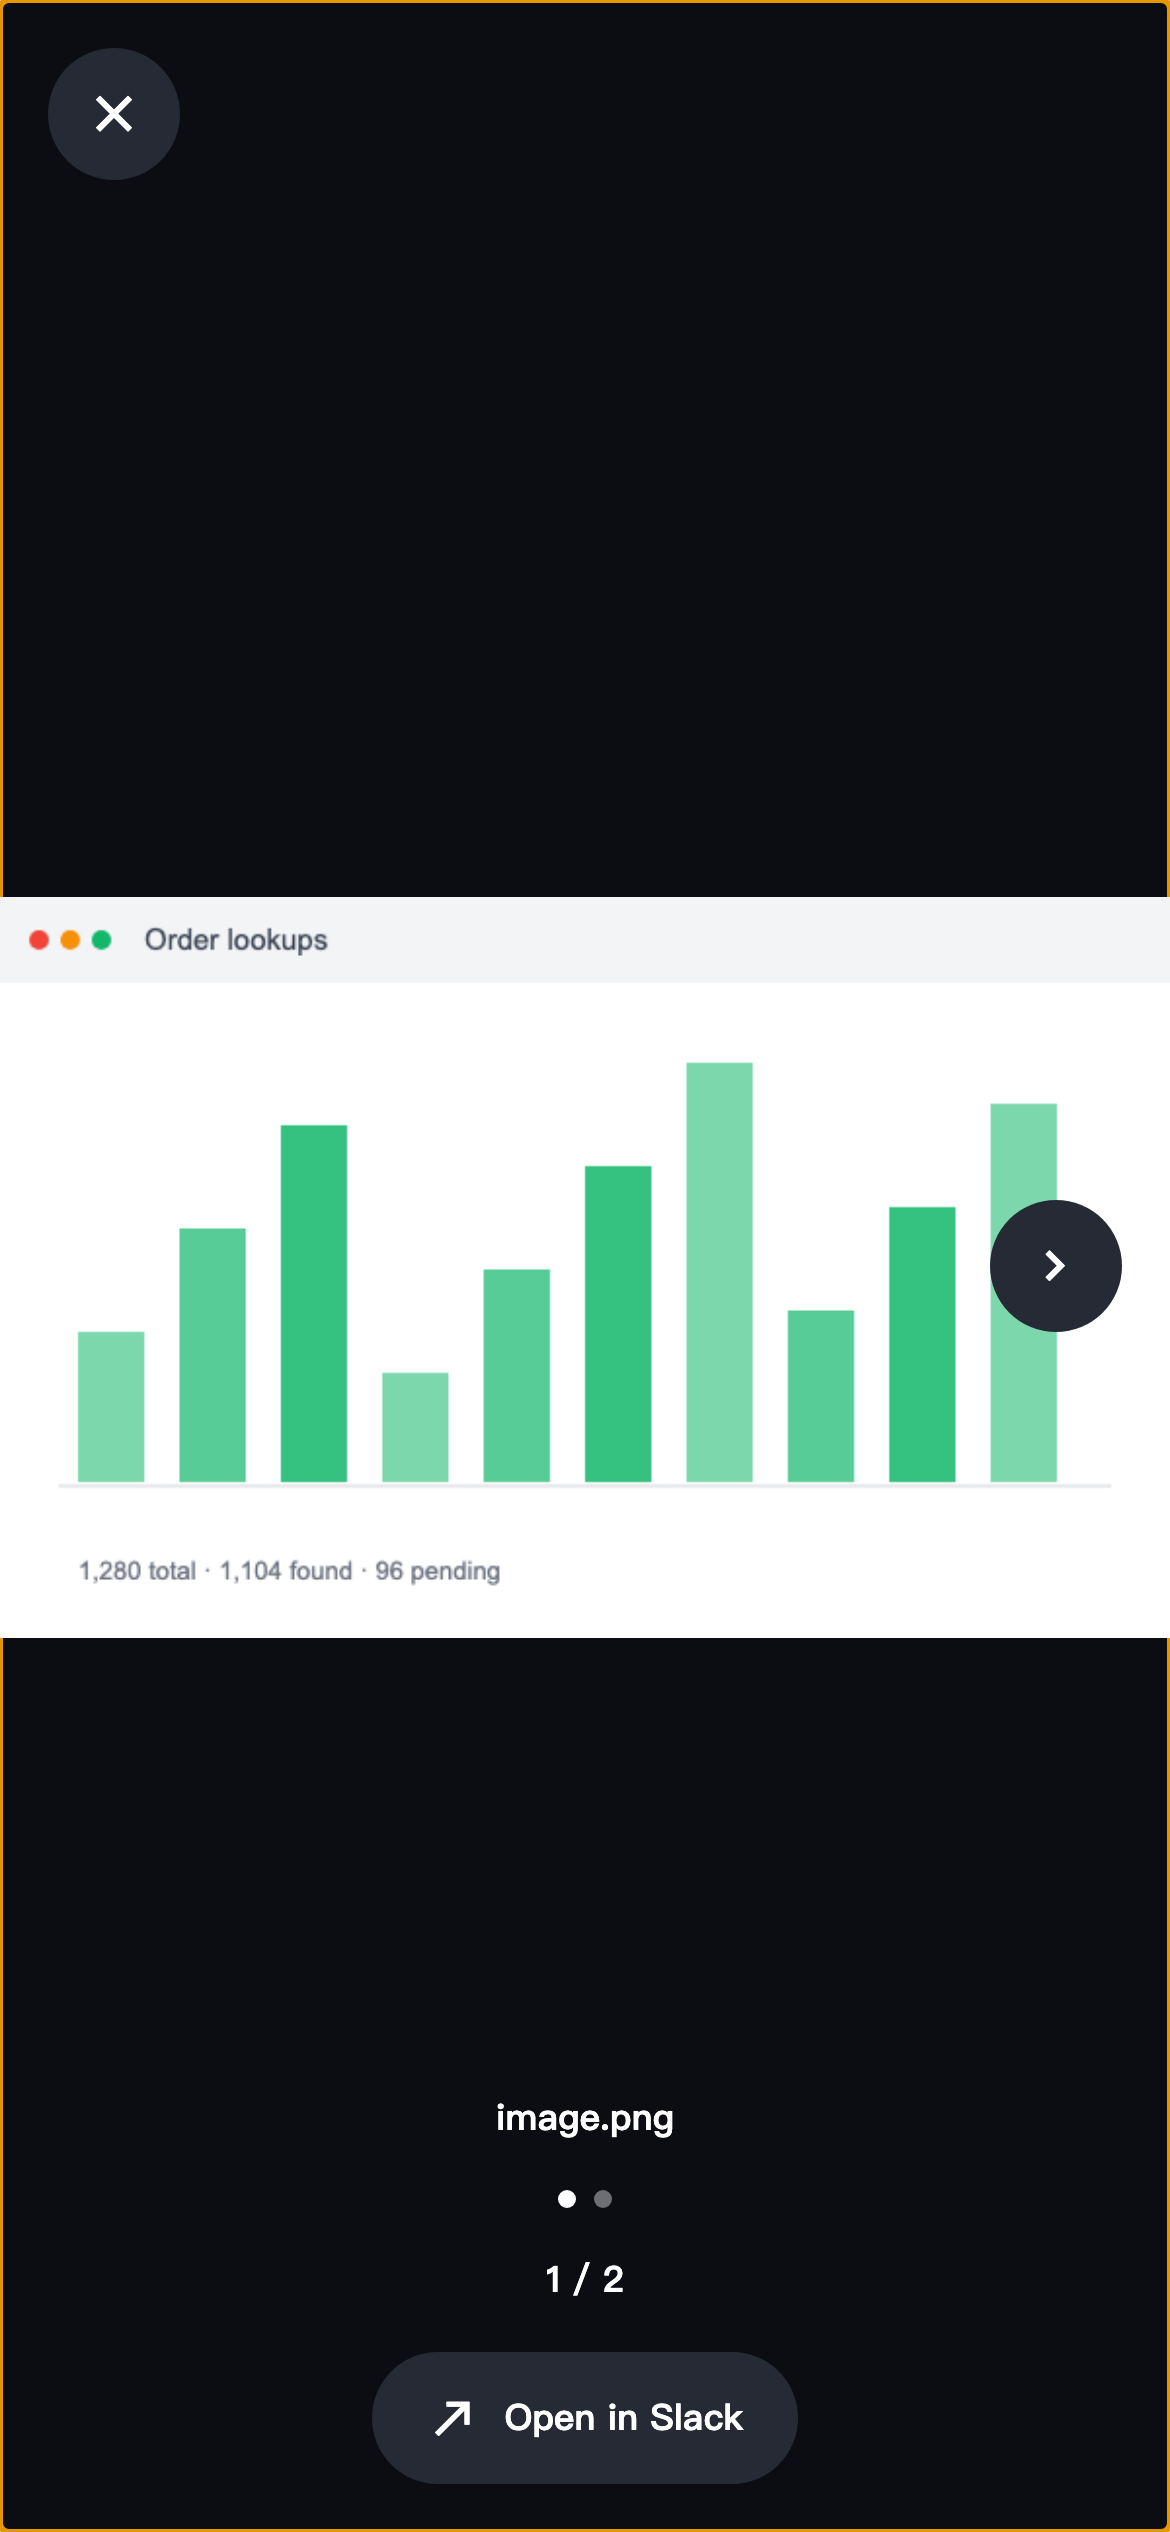 Order lookups
1,280 total · 1,104 found · 96 pending
image.png
1 / 2
Open in Slack